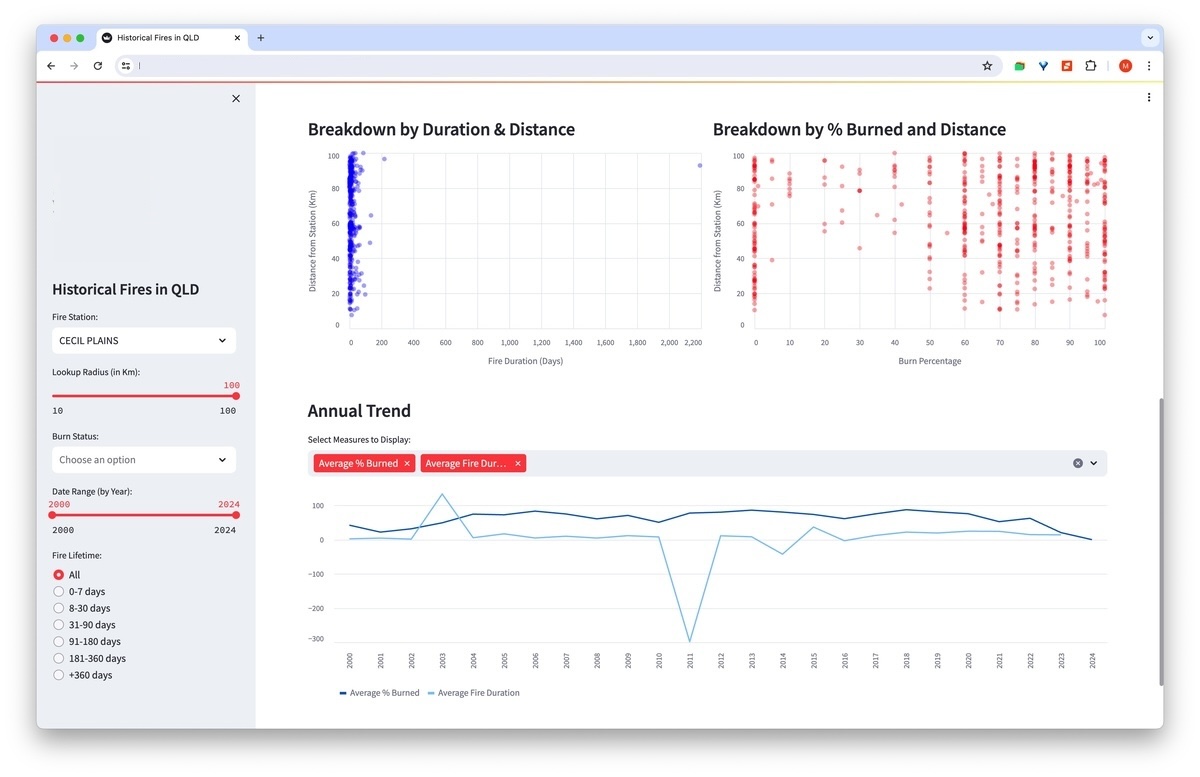 Historical Fires in QLD
M
Historical Fires in QLD
Fire Station:
CECIL PLAINS
Lookup Radius (in Km):
100
10 100
Burn Status:
Choose an option
Date Range (by Year):
2000 2024
2000 2024
Fire Lifetime:
All
0-7 days
8-30 days
31-90 days
91-180 days
181-360 days
+360 days
Breakdown by Duration & Distance
Distance from Station (Km)
100
80
60
40
20
0
0 200 400 600 800 1,000 1,200 1,400 1,600 1,800 2,000 2,200
Fire Duration (Days)
Breakdown by % Burned and Distance
Distance from Station (Km)
100
80
60
40
20
0
0 10 20 30 40 50 60 70 80 90 100
Burn Percentage
Annual Trend
Select Measures to Display:
Average % Burned Average Fire Dur...
100
0
−100
−200
−300
2000 2001 2002 2003 2004 2005 2006 2007 2008 2009 2010 2011 2012 2013 2014 2015 2016 2017 2018 2019 2020 2021 2022 2023 2024
Average % Burned Average Fire Duration